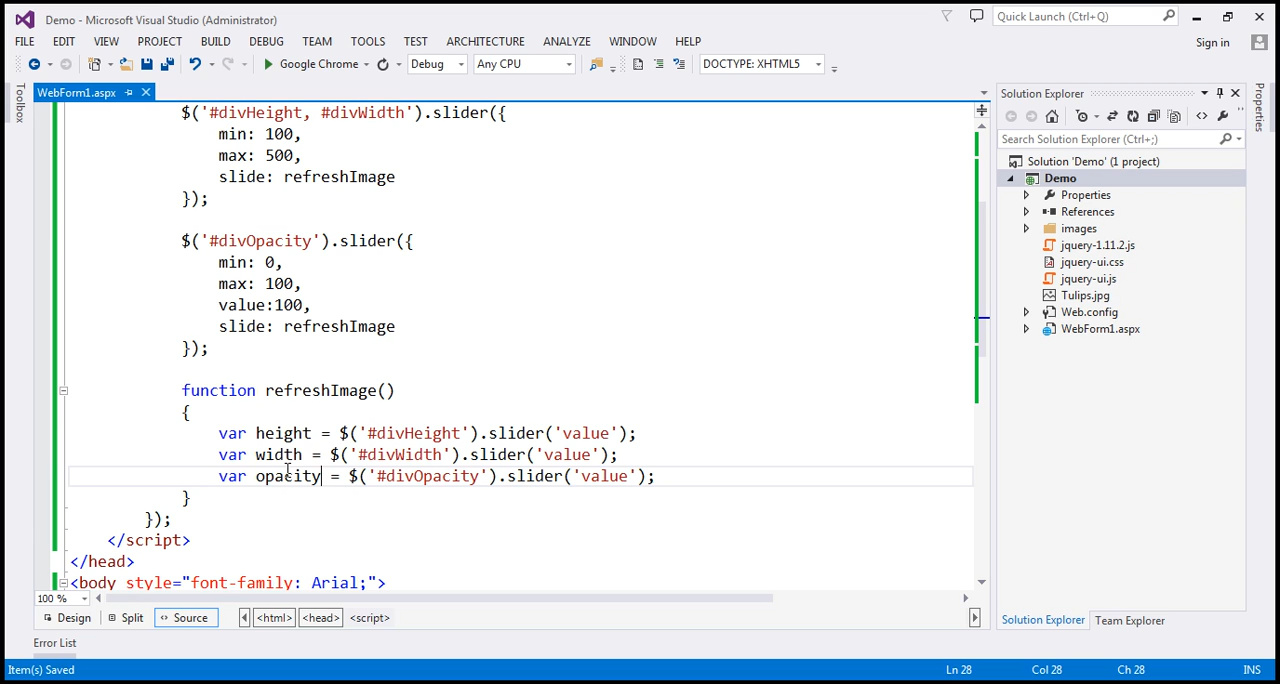 Demo - Microsoft Visual Studio (Administrator)
Quick Launch (Ctrl+Q)
FILE EDIT VIEW PROJECT BUILD DEBUG TEAM TOOLS TEST ARCHITECTURE ANALYZE WINDOW HELP
Sign in
Google Chrome Debug Any CPU DOCTYPE: XHTML5
Toolbox
WebForm1.aspx
$('#divHeight, #divWidth').slider({
min: 100,
max: 500,
slide: refreshImage
});
$('#divOpacity').slider({
min: 0,
max: 100,
value:100,
slide: refreshImage
});
function refreshImage()
{
var height = $('#divHeight').slider('value');
var width = $('#divWidth').slider('value');
var opacity = $('#divOpacity').slider('value');
}
});
</script>
</head>
<body style="font-family: Arial;">
100 %
Design Split Source <html> <head> <script>
Error List
Solution Explorer
Search Solution Explorer (Ctrl+;)
Solution 'Demo' (1 project)
Demo
Properties
References
images
jquery-1.11.2.js
jquery-ui.css
jquery-ui.js
Tulips.jpg
Web.config
WebForm1.aspx
Solution Explorer Team Explorer
Properties
Item(s) Saved Ln 28 Col 28 Ch 28 INS